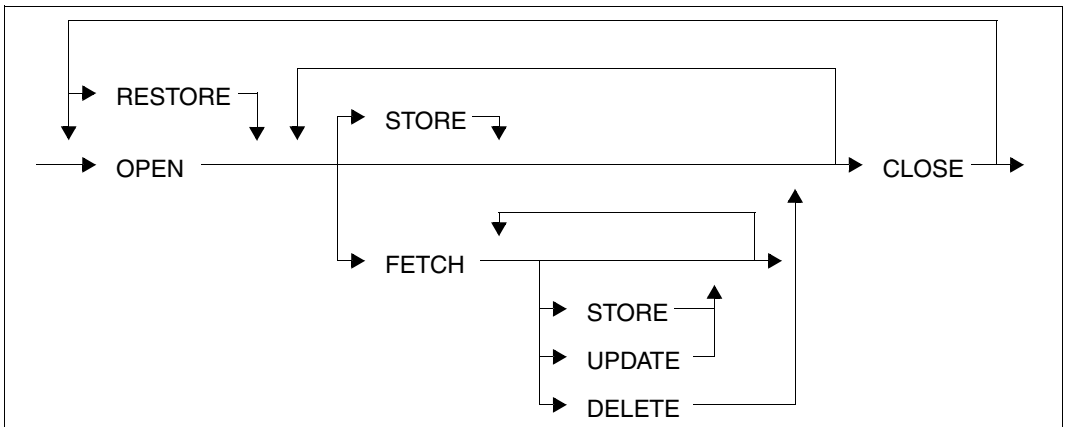 RESTORE
STORE
OPEN
CLOSE
FETCH
STORE
UPDATE
DELETE